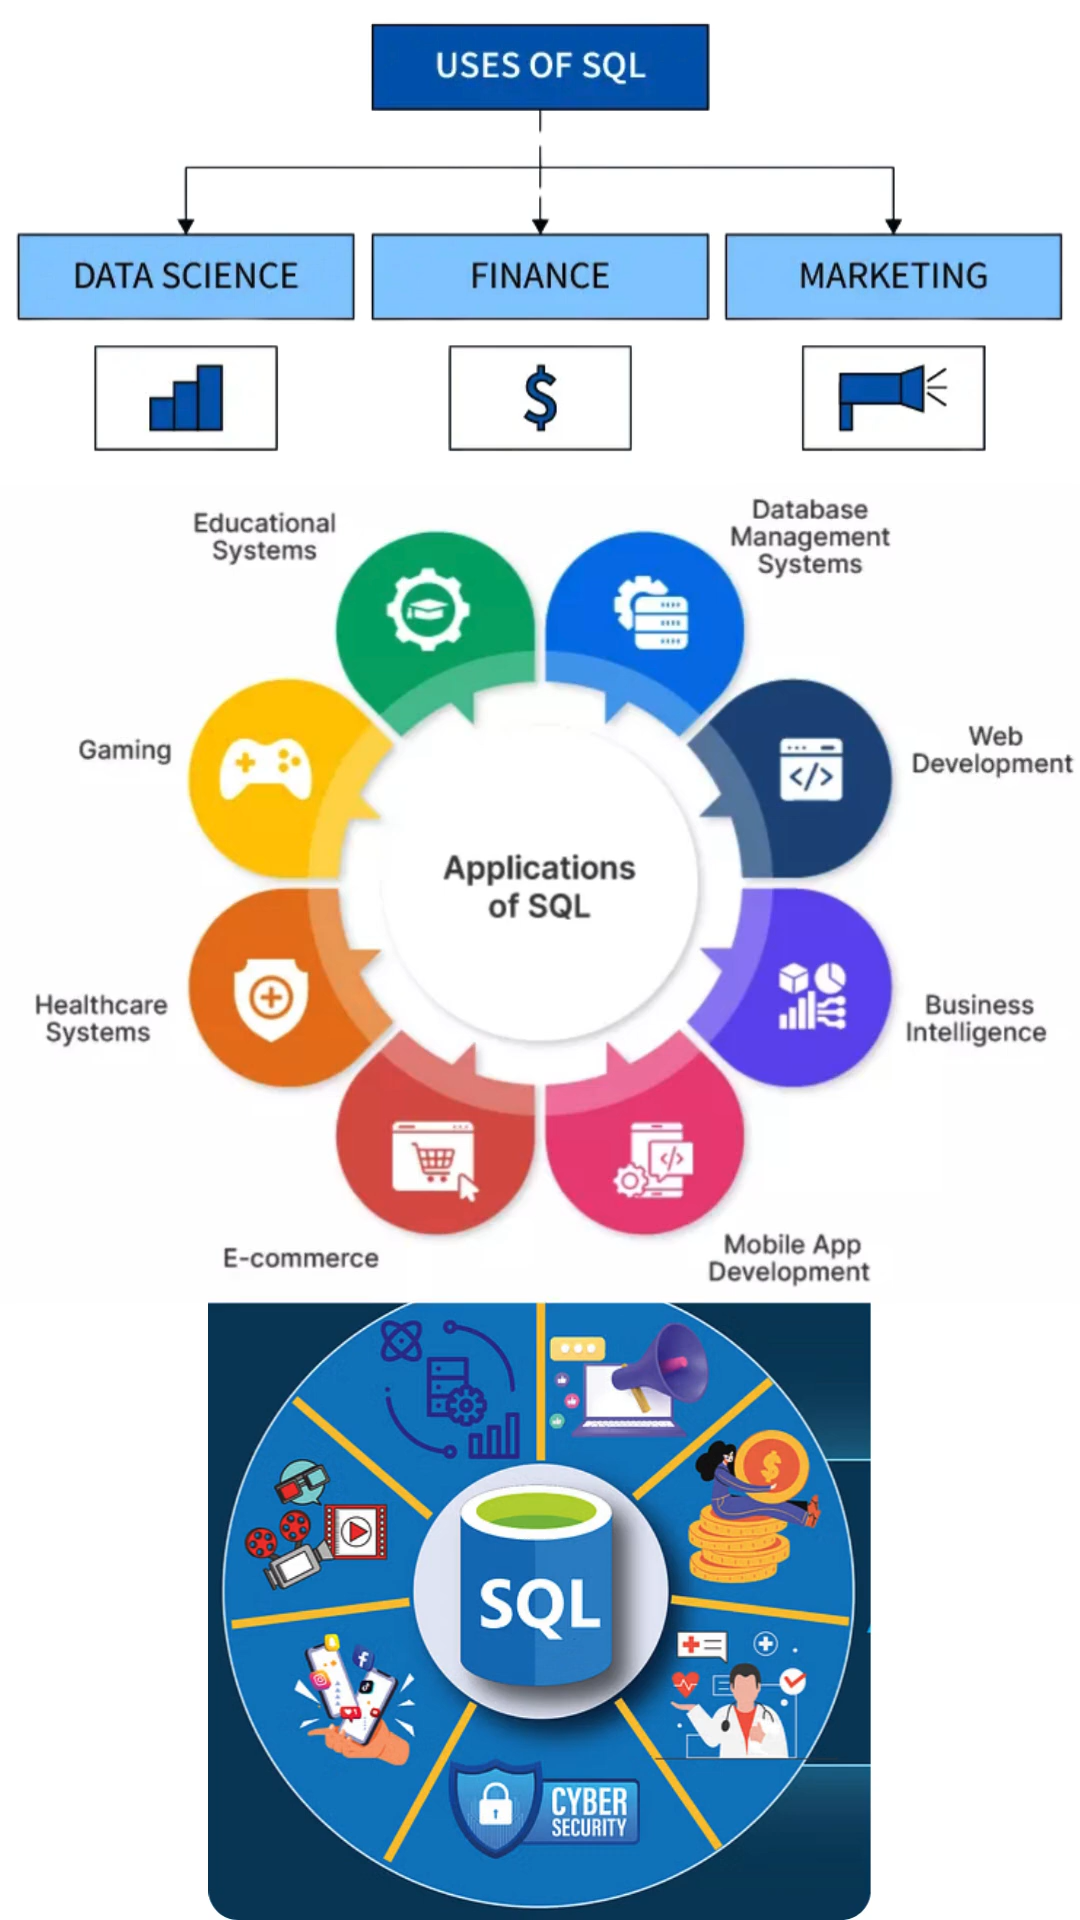 USES OF SQL
DATA SCIENCE
FINANCE
MARKETING
$
Educational
Systems
Database
Management
Systems
Gaming
Web
Development
Applications
of SQL
Healthcare
Systems
Business
Intelligence
E-commerce
Mobile App
Development
SQL
CYBER
SECURITY